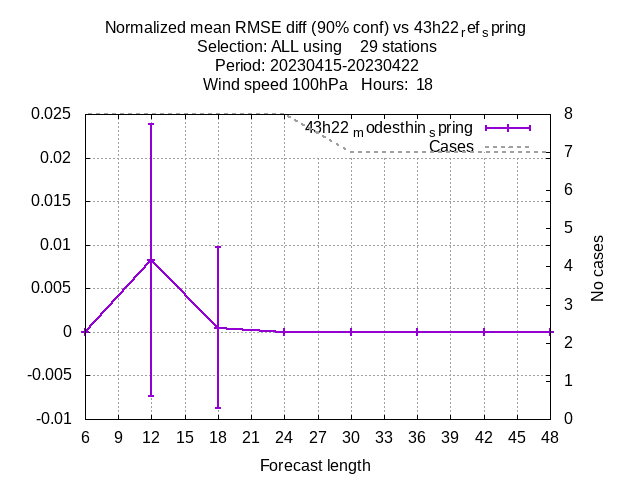 Normalized mean RMSE diff (90% conf) vs 43h22refspring
Selection: ALL using 29 stations
Period: 20230415-20230422
Wind speed 100hPa Hours: 18
0.025
0.02
0.015
0.01
0.005
0
-0.005
-0.01
43h22modesthinspring
Cases
8
7
6
5
4
3
2
1
0
No cases
6 9 12 15 18 21 24 27 30 33 36 39 42 45 48
Forecast length